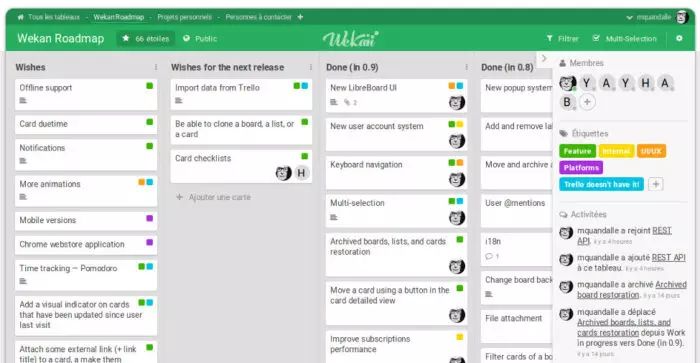 Tous les tableaux - Wekan Roadmap - Projets personnels - Personnes à contacter +
mquandalle
Wekan Roadmap
66 étoiles
Public
Wekan
Filtrer
Multi-Selection
Wishes
Offline support
Card duetime
Notifications
More animations
Mobile versions
Chrome webstore application
Time tracking — Pomodoro
Add a visual indicator on cards
that have been updated since user
last visit
Attach some external link (+ link
title) to a card, a make them
Wishes for the next release
Import data from Trello
Be able to clone a board, a list, or
a card
Card checklists
H
+ Ajouter une carte
Done (in 0.9)
New LibreBoard UI
2
New user account system
Keyboard navigation
Multi-selection
Archived boards, lists, and cards
restoration
Move a card using a button in the
card detailed view
Improve subscriptions
performance
Done (in 0.8)
New popup system
Add and remove
Move and archive
User @mentions
i18n
1
Change board
File attachment
Filter cards of a
Membres
Y A Y H A
B +
Étiquettes
Feature Internal UI/UX
Platforms
Trello doesn't have it! +
Activitées
mquandalle a rejoint REST
API. il y a 4 heures
mquandalle a ajouté REST API
à ce tableau. il y a 4 heures
mquandalle a archivé Archived
board restoration. il y a 14 jours
mquandalle a déplacé
Archived boards, lists, and
cards restoration depuis Work
in progress vers Done (in 0.9).
il y a 14 jours